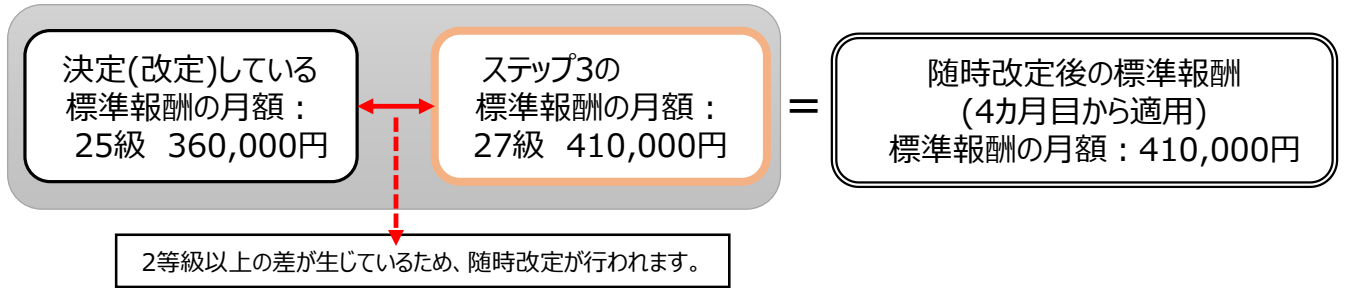 決定(改定)している
標準報酬の月額：
25級 360,000円
ステップ3の
標準報酬の月額：
27級 410,000円
＝
随時改定後の標準報酬
(4カ月目から適用)
標準報酬の月額：410,000円
2等級以上の差が生じているため、随時改定が行われます。